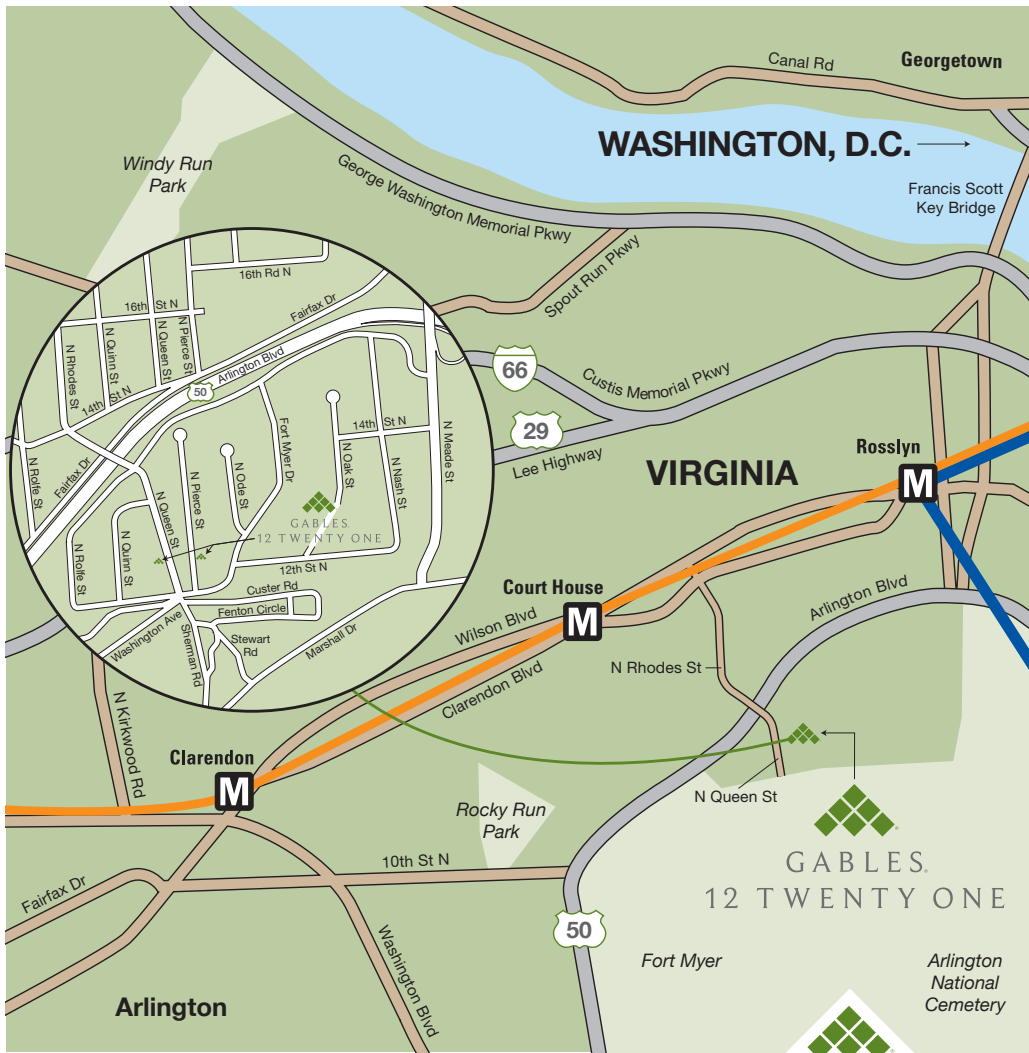 Canal Rd
Georgetown
WASHINGTON, D.C.
Francis Scott
Key Bridge
Windy Run
Park
George Washington Memorial Pkwy
Spout Run Pkwy
66
Custis Memorial Pkwy
29
Lee Highway
VIRGINIA
Rosslyn
M
16th Rd N
16th St N
Fairfax Dr
N Rhodes St
N Quinn St
N Queen St
N Pierce St
Arlington Blvd
50
14th St N
14th St N
N Rolfe St
Fairfax Dr
Fort Myer Dr
N Meade St
N Oak St
N Nash St
N Queen St
N Pierce St
N Ode St
GABLES.
12 TWENTY ONE
N Rolfe St
N Quinn St
12th St N
Custer Rd
Fenton Circle
Washington Ave
Sherman Rd
Stewart
Rd
Marshall Dr
Court House
M
Wilson Blvd
Clarendon Blvd
Arlington Blvd
N Rhodes St
N Kirkwood Rd
Clarendon
M
N Queen St
Rocky Run
Park
10th St N
Fairfax Dr
GABLES.
12 TWENTY ONE
50
Washington Blvd
Fort Myer
Arlington
National
Cemetery
Arlington